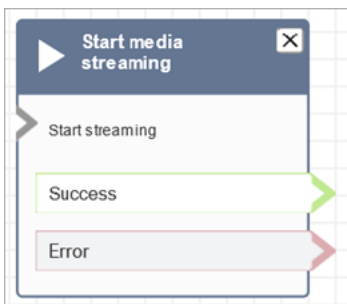 Start media
streaming
Start streaming
Success
Error